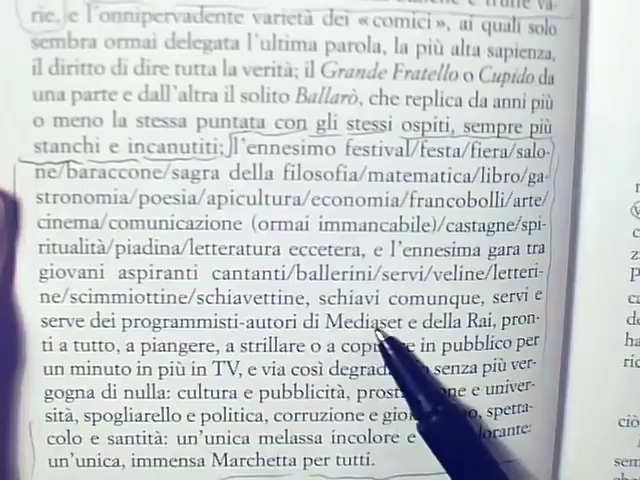 rie, e l'onnipervadente varietà dei «comici», ai quali solo
sembra ormai delegata l'ultima parola, la più alta sapienza,
il diritto di dire tutta la verità; il Grande Fratello o Cupido da
una parte e dall'altra il solito Ballarò, che replica da anni più
o meno la stessa puntata con gli stessi ospiti, sempre più
stanchi e incanutiti; l'ennesimo festival/festa/fiera/salo-
ne/baraccone/sagra della filosofia/matematica/libro/ga-
stronomia/poesia/apicultura/economia/francobolli/arte/
cinema/comunicazione (ormai immancabile)/castagne/spi-
ritualità/piadina/letteratura eccetera, e l'ennesima gara tra
giovani aspiranti cantanti/ballerini/servi/veline/letteri-
ne/scimmiottine/schiavettine, schiavi comunque, servi e
serve dei programmisti-autori di Mediaset e della Rai, pron-
ti a tutto, a piangere, a strillare o a in pubblico per
un minuto in più in TV, e via così senza più ver-
gogna di nulla: cultura e pubblicità, e univer-
sità, spogliarello e politica, corruzione e spetta-
colo e santità: un'unica melassa incolore e
un'unica, immensa Marchetta per tutti.